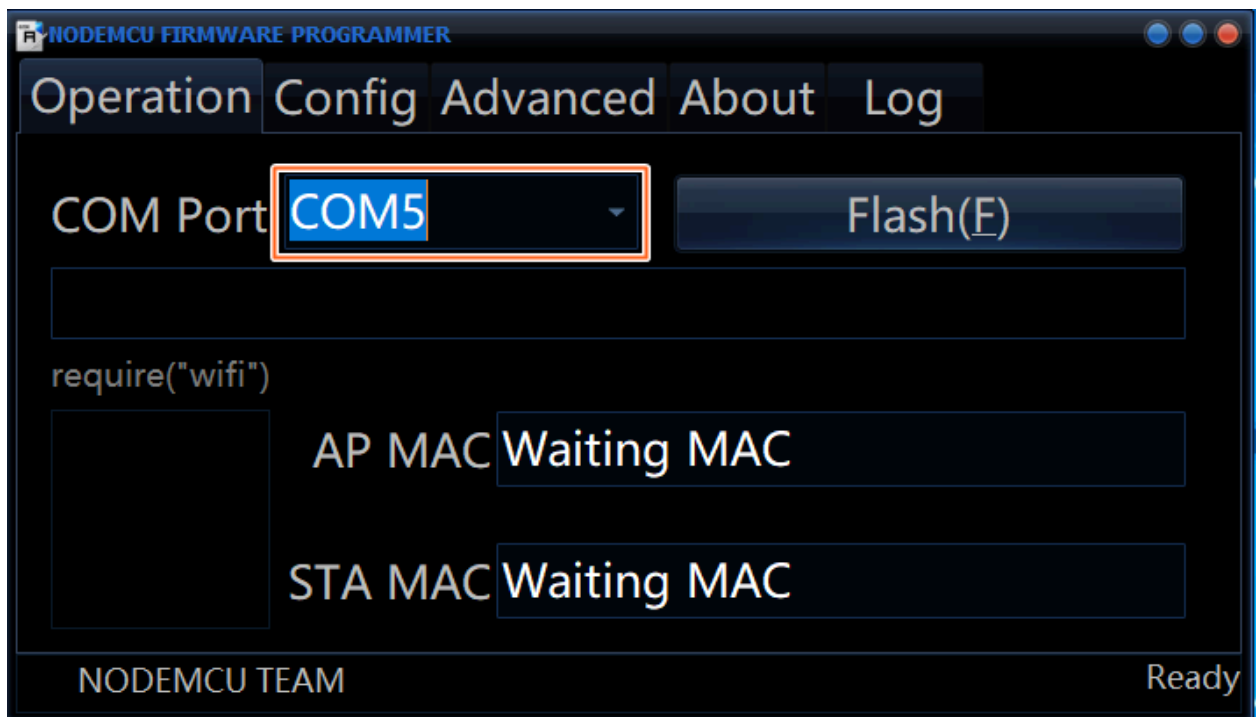 NODEMCU FIRMWARE PROGRAMMER
Operation Config Advanced About Log
COM Port COM5 Flash(F)
require("wifi")
AP MAC Waiting MAC
STA MAC Waiting MAC
NODEMCU TEAM Ready